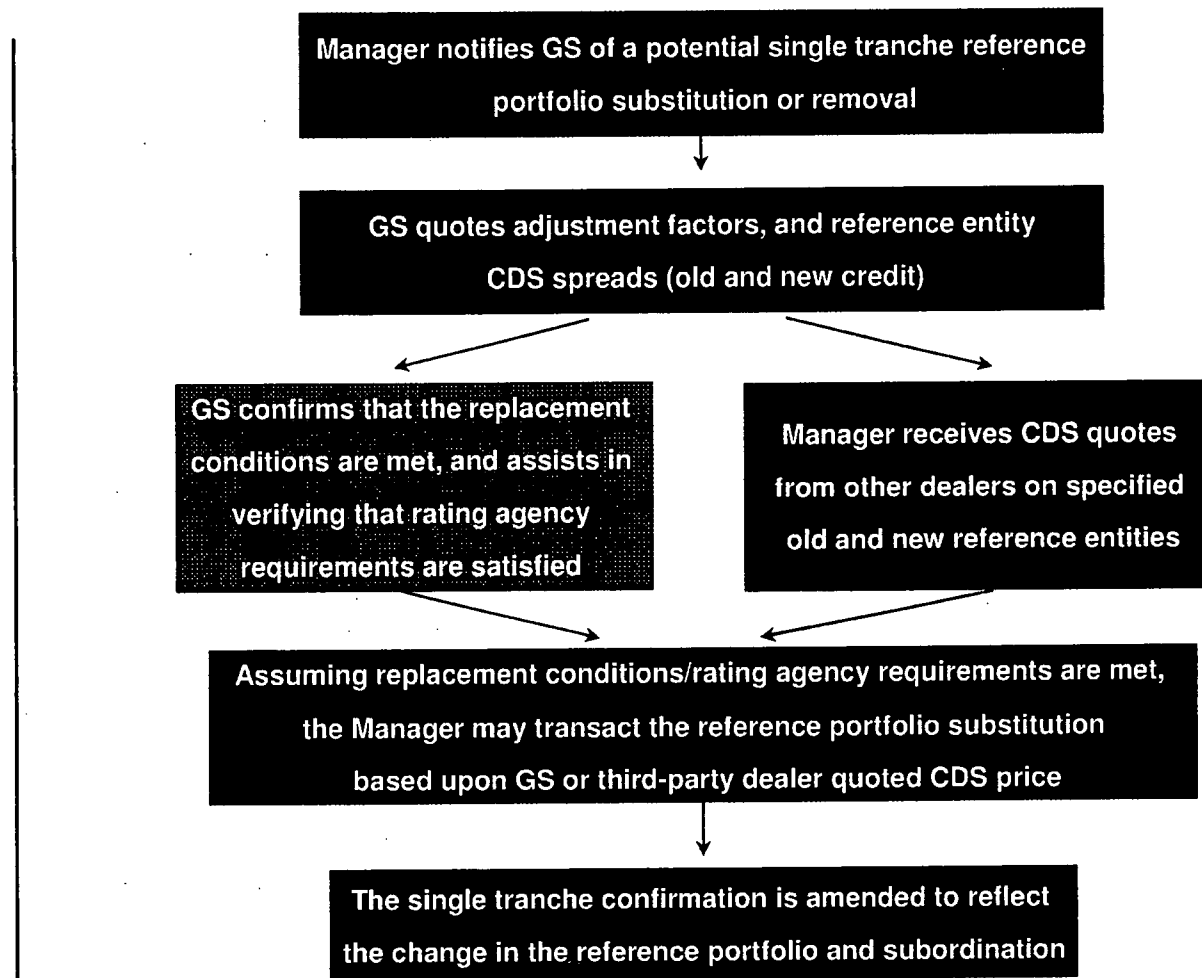 Manager notifies GS of a potential single tranche reference
portfolio substitution or removal
GS quotes adjustment factors, and reference entity
CDS spreads (old and new credit)
GS confirms that the replacement
conditions are met, and assists in
verifying that rating agency
requirements are satisfied
Manager receives CDS quotes
from other dealers on specified
old and new reference entities
Assuming replacement conditions/rating agency requirements are met,
the Manager may transact the reference portfolio substitution
based upon GS or third-party dealer quoted CDS price
The single tranche confirmation is amended to reflect
the change in the reference portfolio and subordination